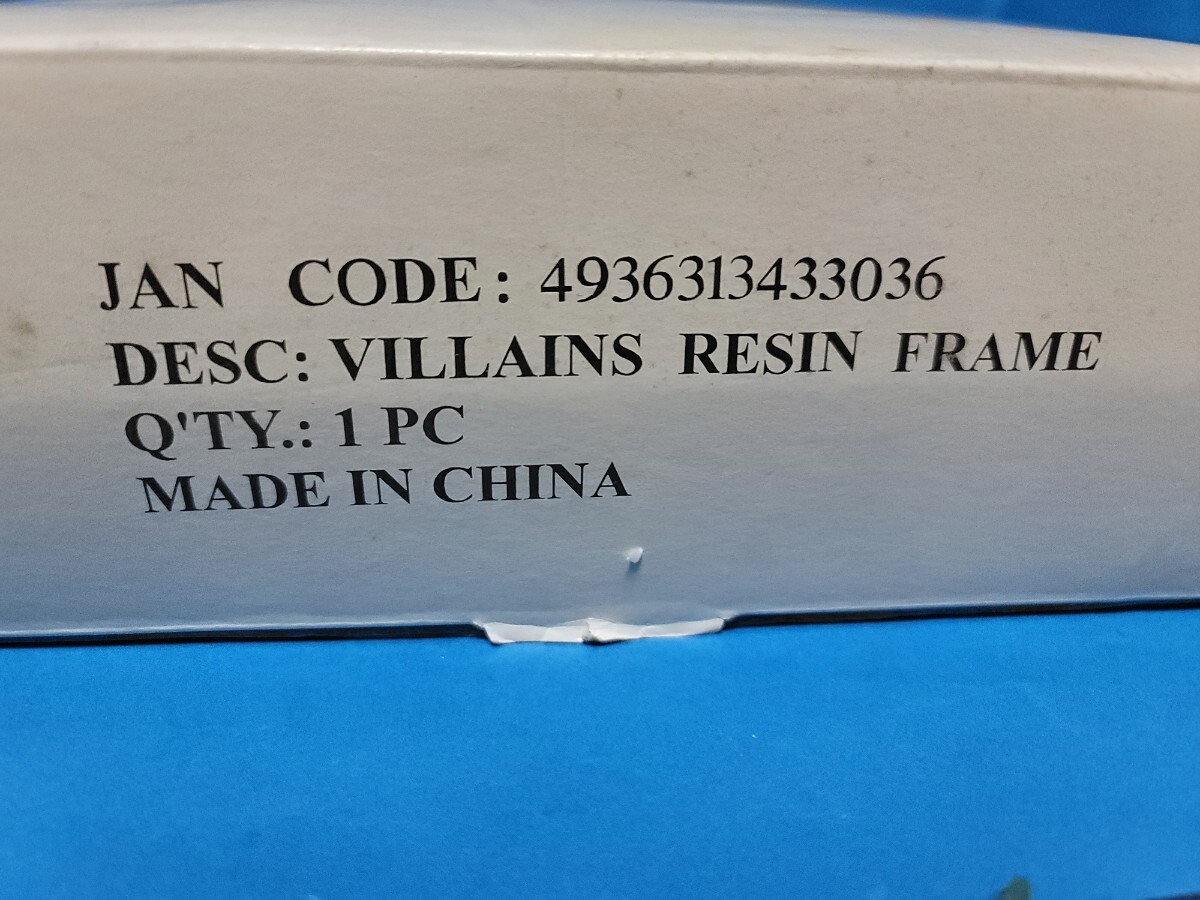 JAN CODE: 4936313433036
DESC: VILLAINS RESIN FRAME
Q'TY.: 1 PC
MADE IN CHINA